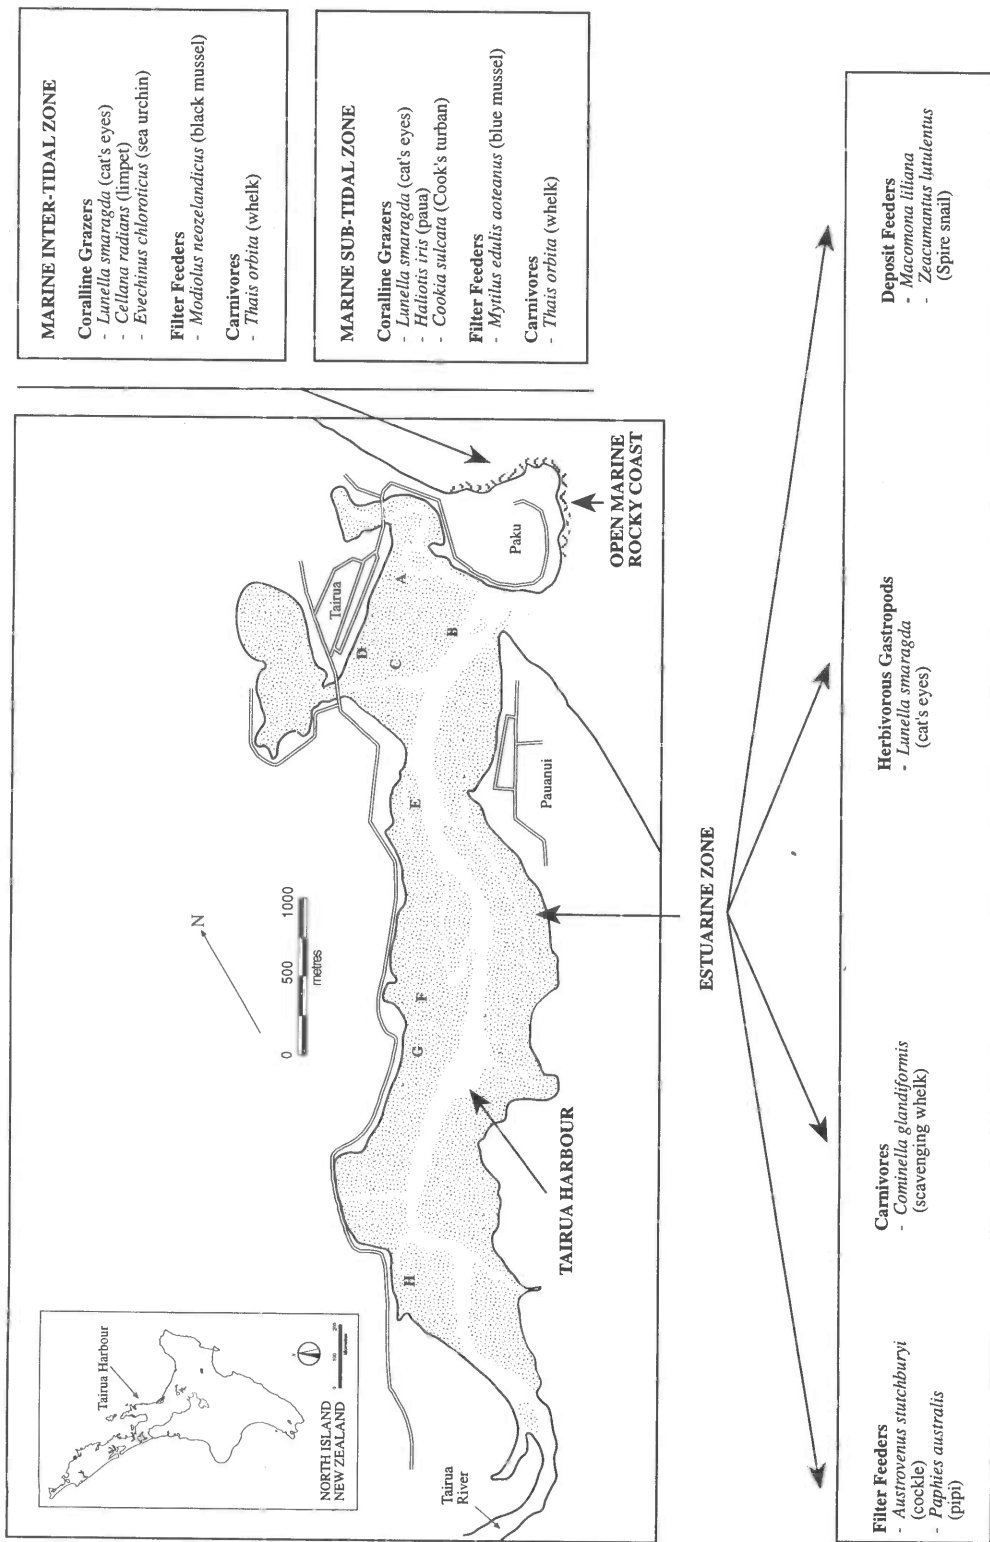 MARINE INTER-TIDAL ZONE
Coralline Grazers
- Lunella smaragda (cat's eyes)
- Cellana radians (limpet)
- Evechinus chloroticus (sea urchin)
Filter Feeders
- Modiolus neozelandicus (black mussel)
Carnivores
- Thais orbita (whelk)
MARINE SUB-TIDAL ZONE
Coralline Grazers
- Lunella smaragda (cat's eyes)
- Haliotis iris (paua)
- Cookia sulcata (Cook's turban)
Filter Feeders
- Mytilus edulis aoteanus (blue mussel)
Carnivores
- Thais orbita (whelk)
Tairua Harbour
NORTH ISLAND
NEW ZEALAND
N
0 500 1000
metres
Tairua
River
TAIRUA HARBOUR
H
G
F
E
D
C
B
A
Tairua
Pauanui
Paku
OPEN MARINE
ROCKY COAST
ESTUARINE ZONE
Filter Feeders
- Austrovenus stutchburyi
(cockle)
- Paphies australis
(pipi)
Carnivores
- Cominella glandiformis
(scavenging whelk)
Herbivorous Gastropods
- Lunella smaragda
(cat's eyes)
Deposit Feeders
- Macomona liliana
- Zeacumantus lutulentus
(Spire snail)